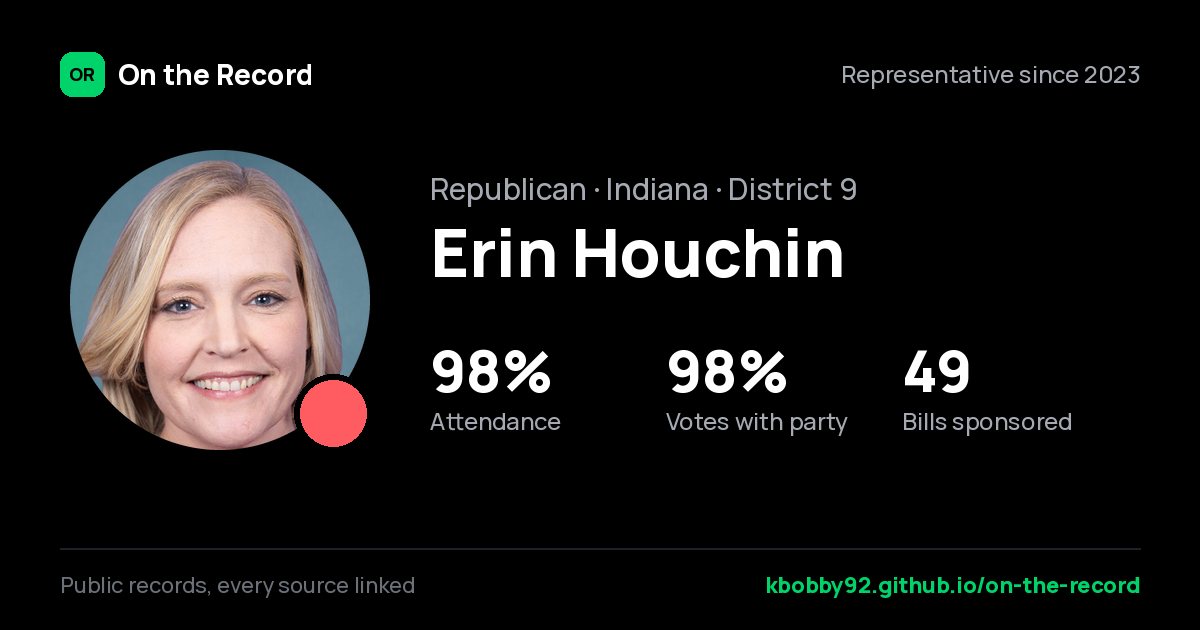 OR On the Record
Representative since 2023
Republican · Indiana · District 9
Erin Houchin
98% 98% 49
Attendance Votes with party Bills sponsored
Public records, every source linked
kbobby92.github.io/on-the-record